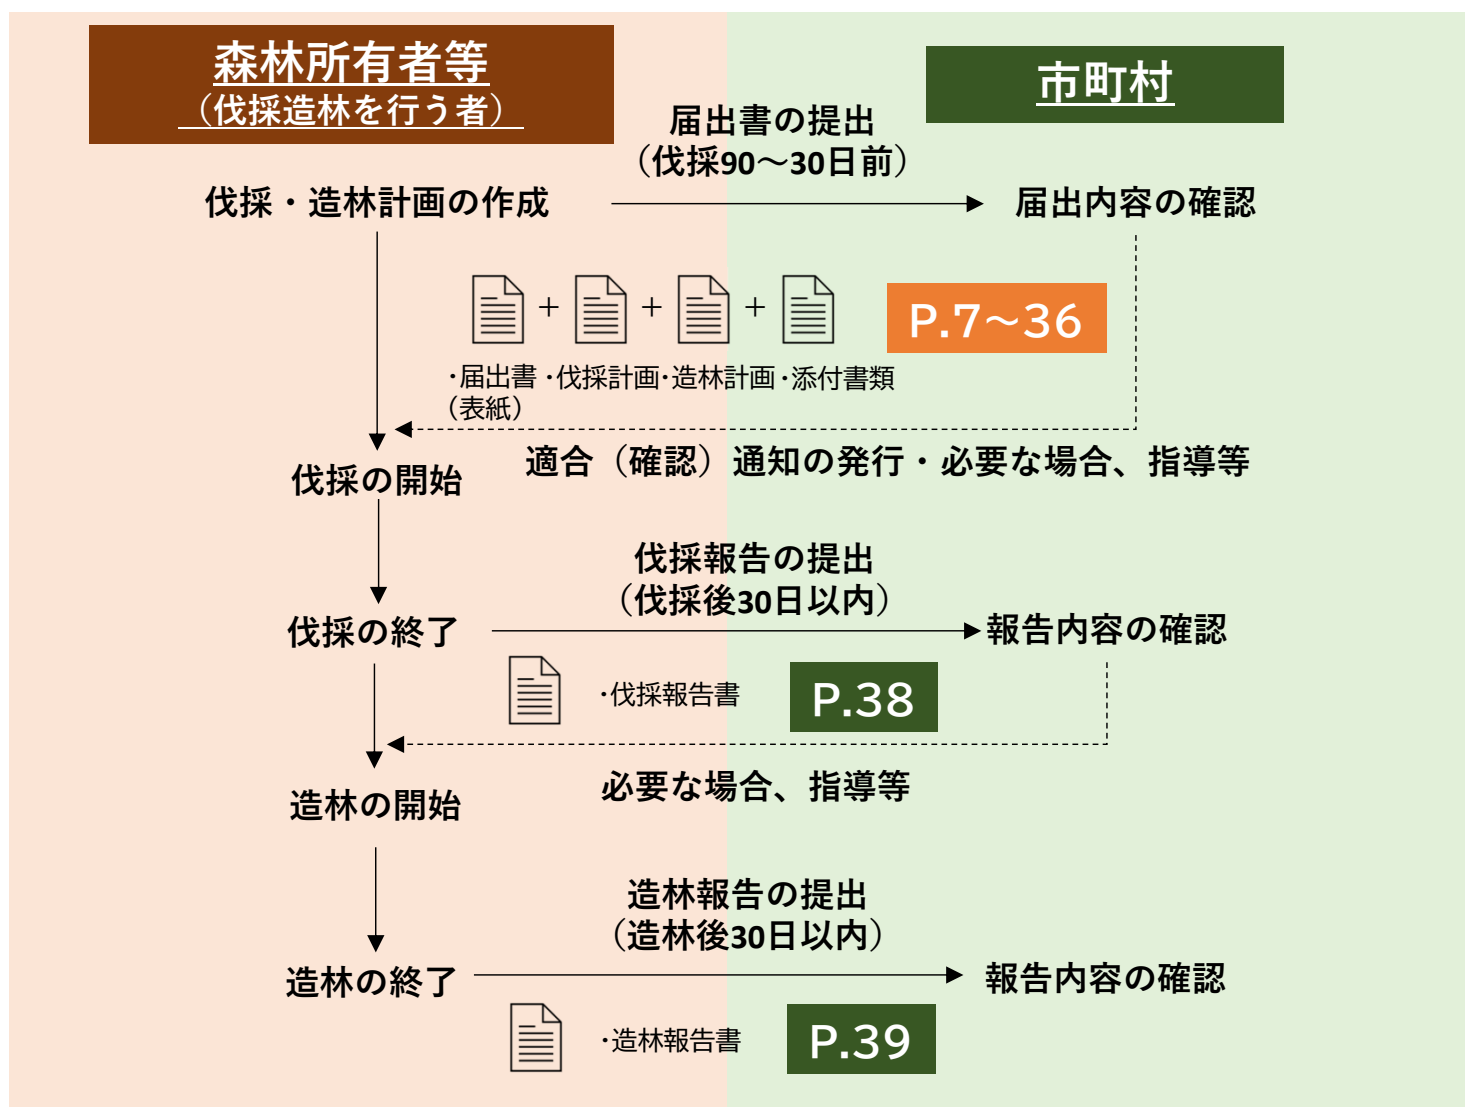 森林所有者等
（伐採造林を行う者）
市町村
届出書の提出
（伐採90～30日前）
伐採・造林計画の作成
届出内容の確認
＋ ＋ ＋
P.7～36
・届出書 ・伐採計画・造林計画 ・添付書類
（表紙）
適合（確認）通知の発行・必要な場合、指導等
伐採の開始
伐採報告の提出
（伐採後30日以内）
伐採の終了
報告内容の確認
・伐採報告書
P.38
必要な場合、指導等
造林の開始
造林報告の提出
（造林後30日以内）
造林の終了
報告内容の確認
・造林報告書
P.39